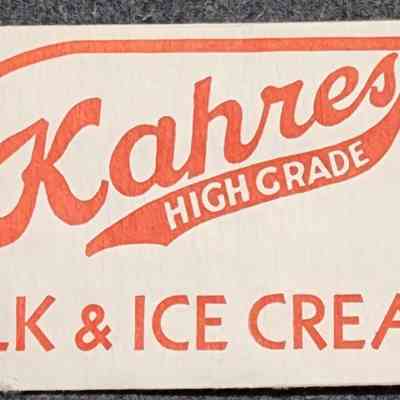 Kahres
HIGH GRADE
LK & ICE CREA